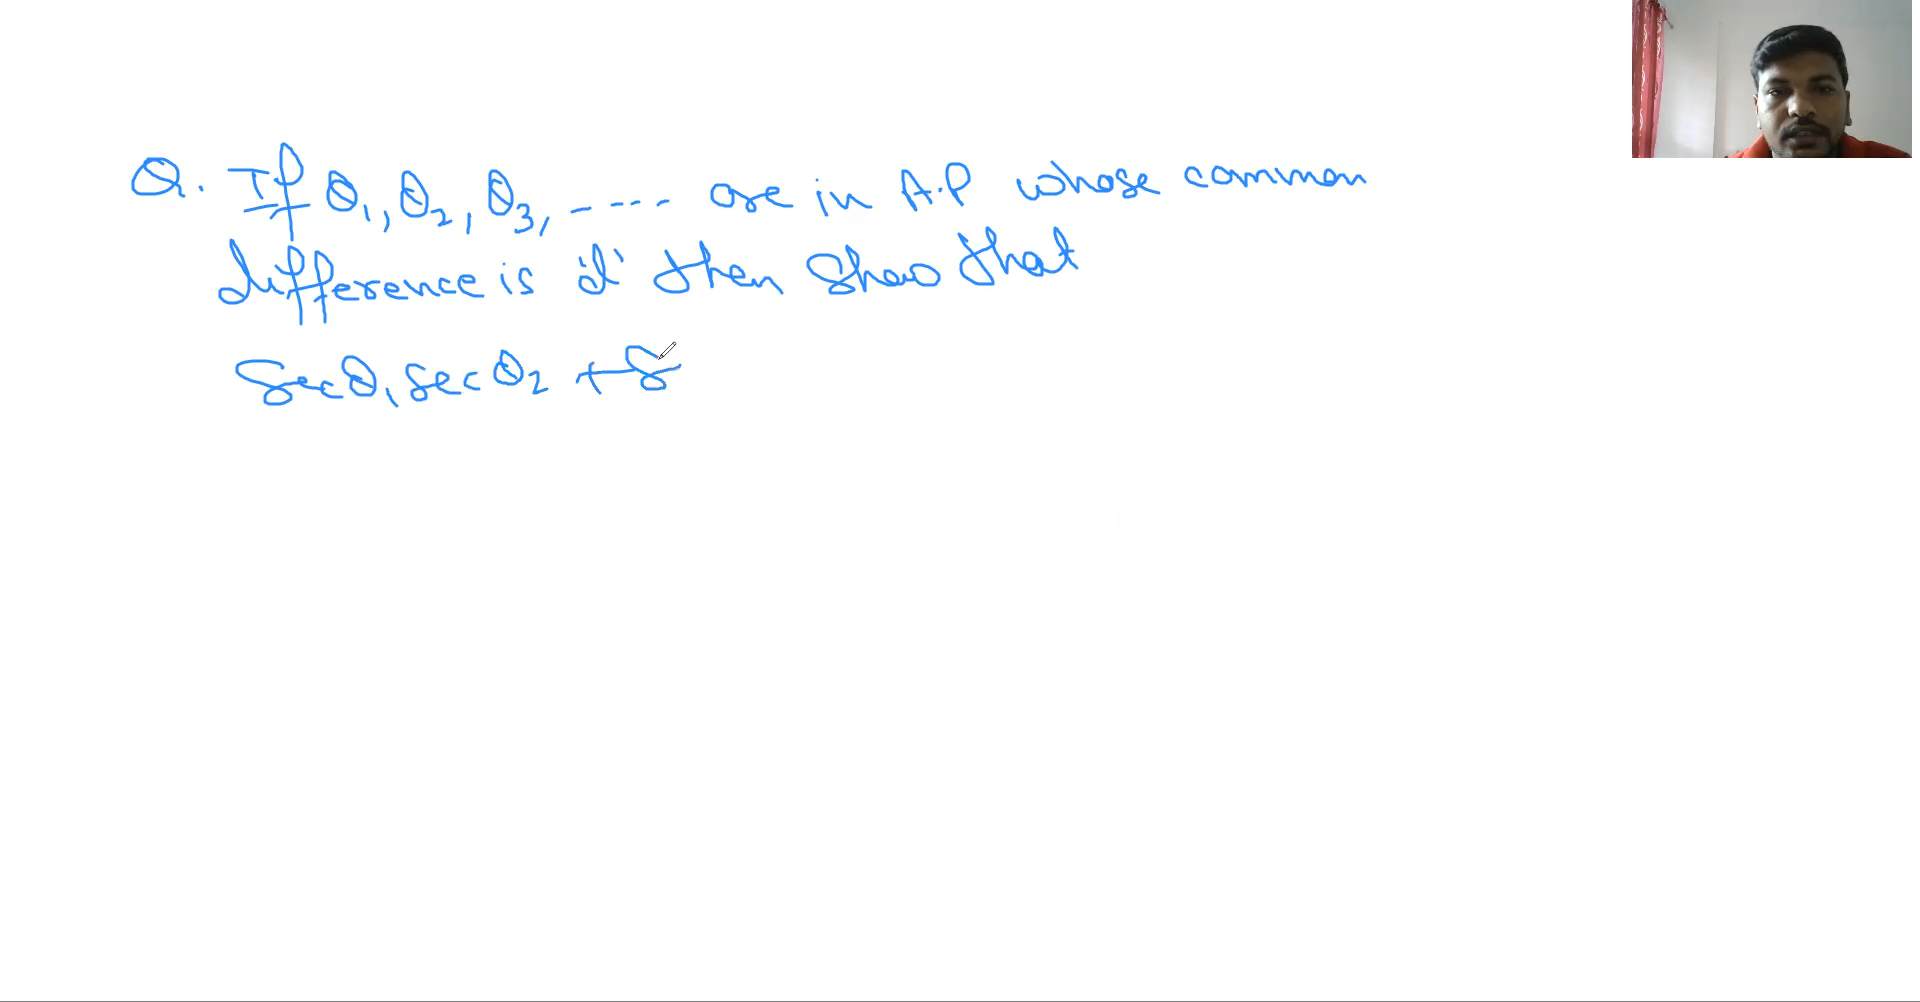 Q. If θ₁, θ₂, θ₃, ---- are in A.P whose common
difference is 'd' then show that
secθ₁ secθ₂ + s